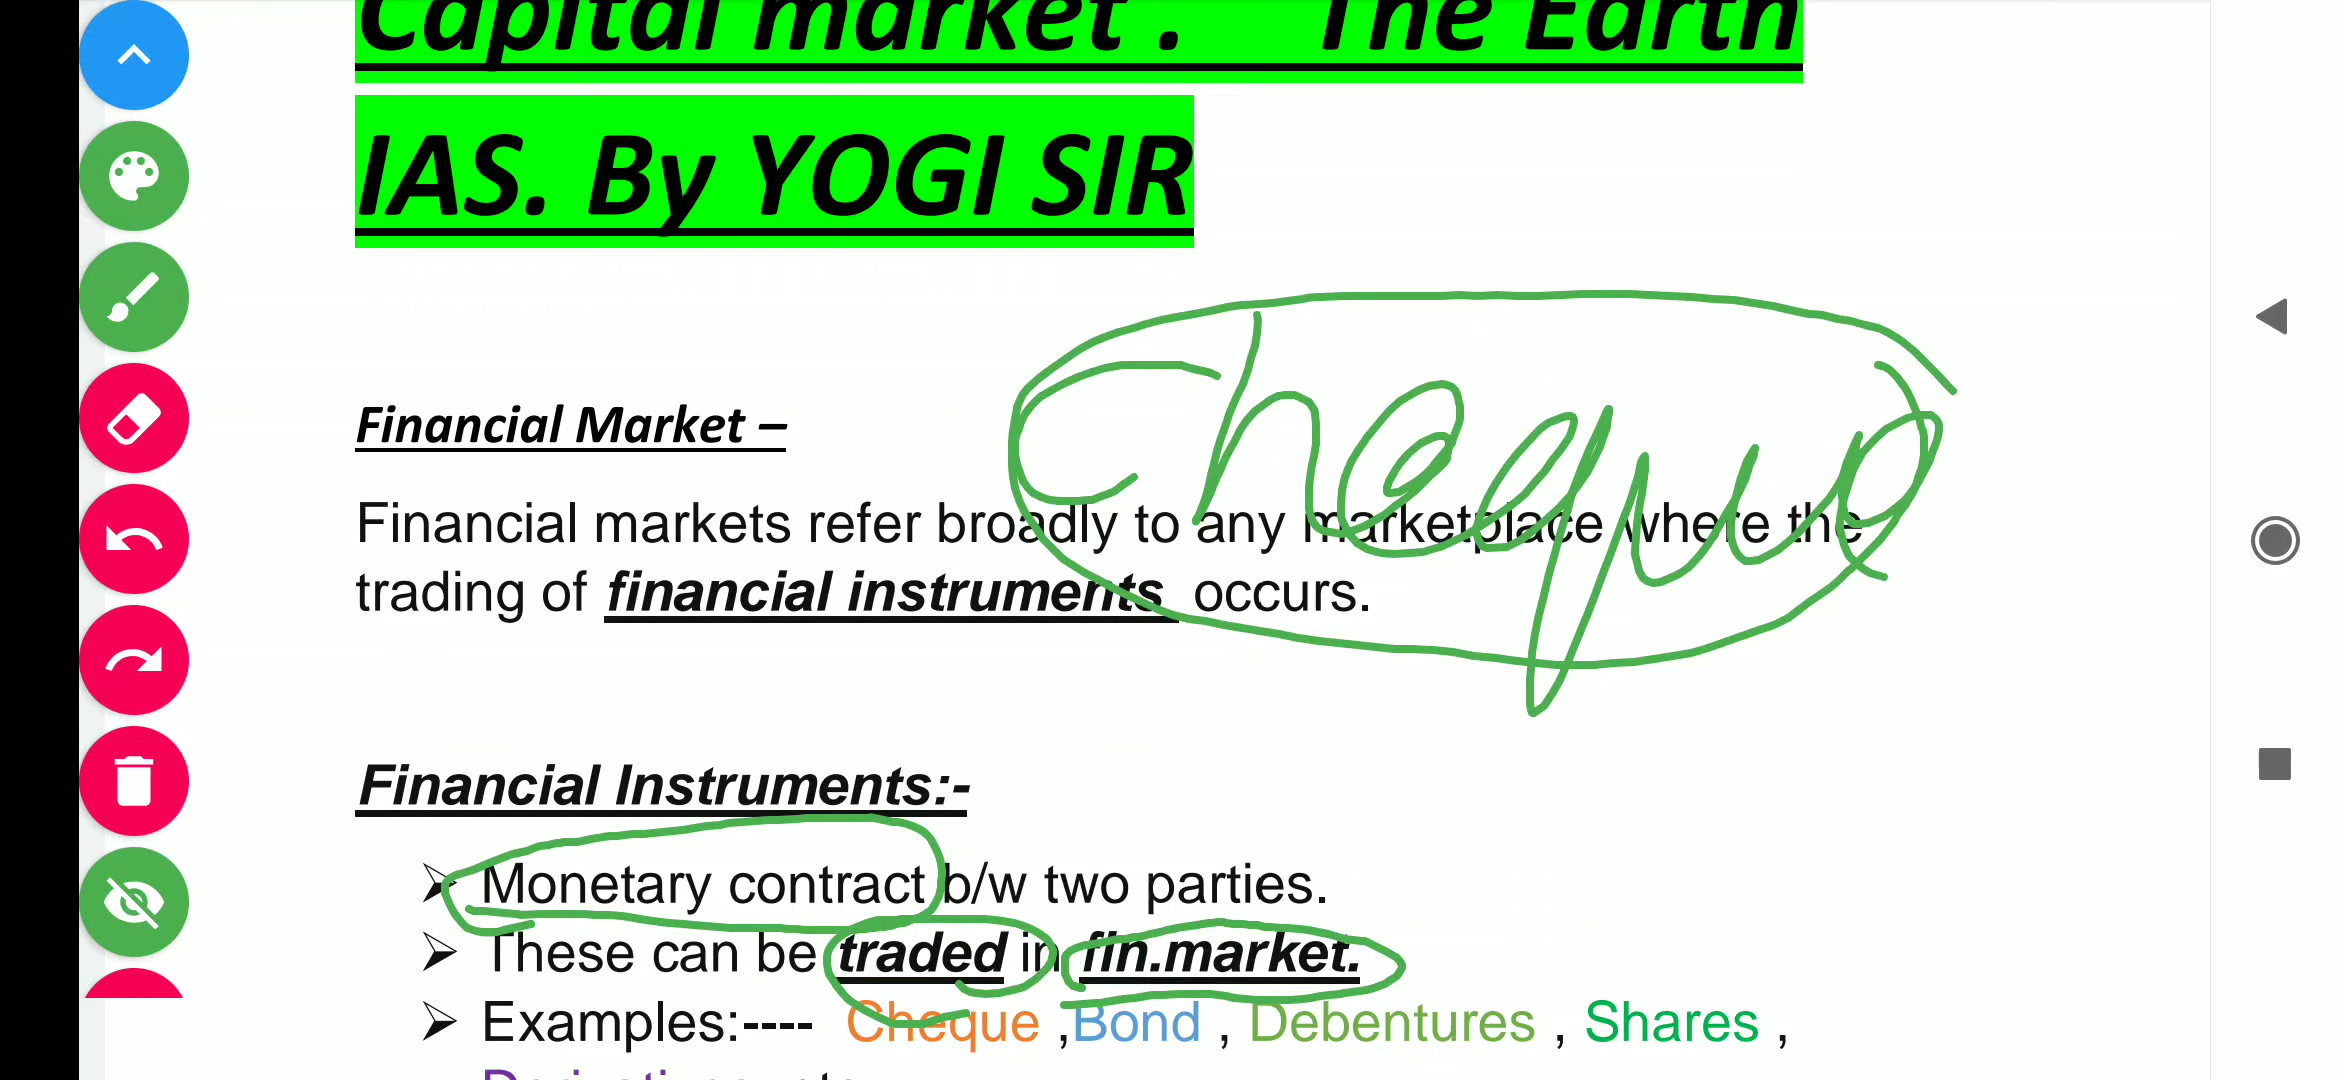 Capital market . The Earth
IAS. By YOGI SIR
Cheque
Financial Market –
Financial markets refer broadly to any marketplace where the
trading of financial instruments occurs.
Financial Instruments:-
➢ Monetary contract b/w two parties.
➢ These can be traded in fin.market.
➢ Examples:---- Cheque ,Bond , Debentures , Shares ,